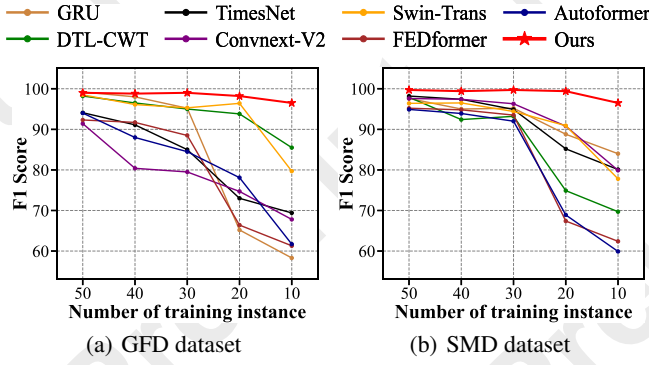 GRU TimesNet Swin-Trans Autoformer
DTL-CWT Convnext-V2 FEDformer Ours
F1 Score
100
90
80
70
60
50 40 30 20 10
Number of training instance
(a) GFD dataset
F1 Score
100
90
80
70
60
50 40 30 20 10
Number of training instance
(b) SMD dataset